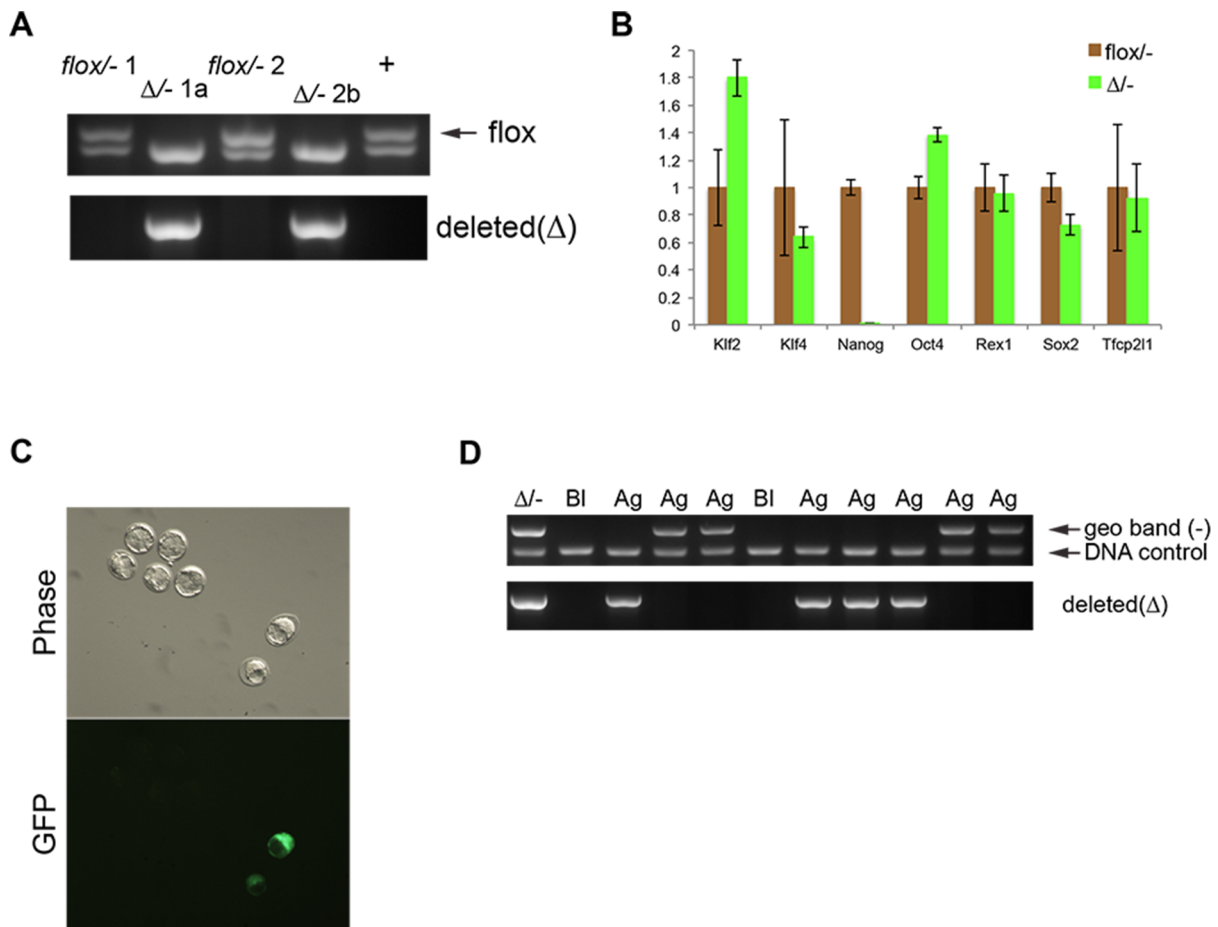 A
flox/- 1
Δ/- 1a
flox/- 2
Δ/- 2b
+
flox
deleted(Δ)
B
2
1.8
1.6
1.4
1.2
1
0.8
0.6
0.4
0.2
0
flox/-
Δ/-
Klf2 Klf4 Nanog Oct4 Rex1 Sox2 Tfcp2l1
C
Phase
GFP
D
Δ/- Bl Ag Ag Ag Bl Ag Ag Ag Ag Ag
geo band (-)
DNA control
deleted(Δ)